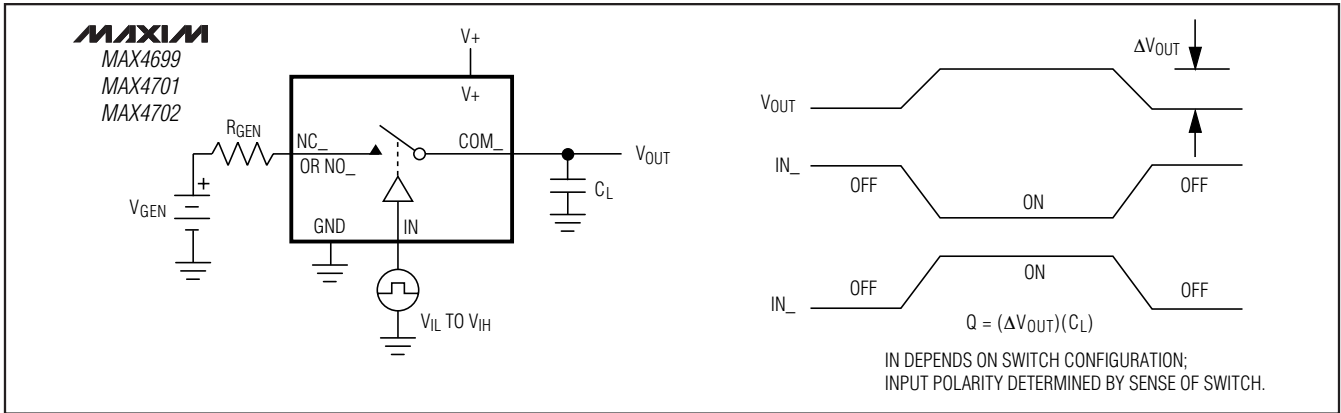 MAXIM
MAX4699
MAX4701
MAX4702
V+
V+
RGEN
NC_
OR NO_
COM_
VOUT
CL
VGEN
+
GND
IN
VIL TO VIH
ΔVOUT
VOUT
IN_
OFF
ON
OFF
IN_
OFF
ON
OFF
Q = (ΔVOUT)(CL)
IN DEPENDS ON SWITCH CONFIGURATION;
INPUT POLARITY DETERMINED BY SENSE OF SWITCH.